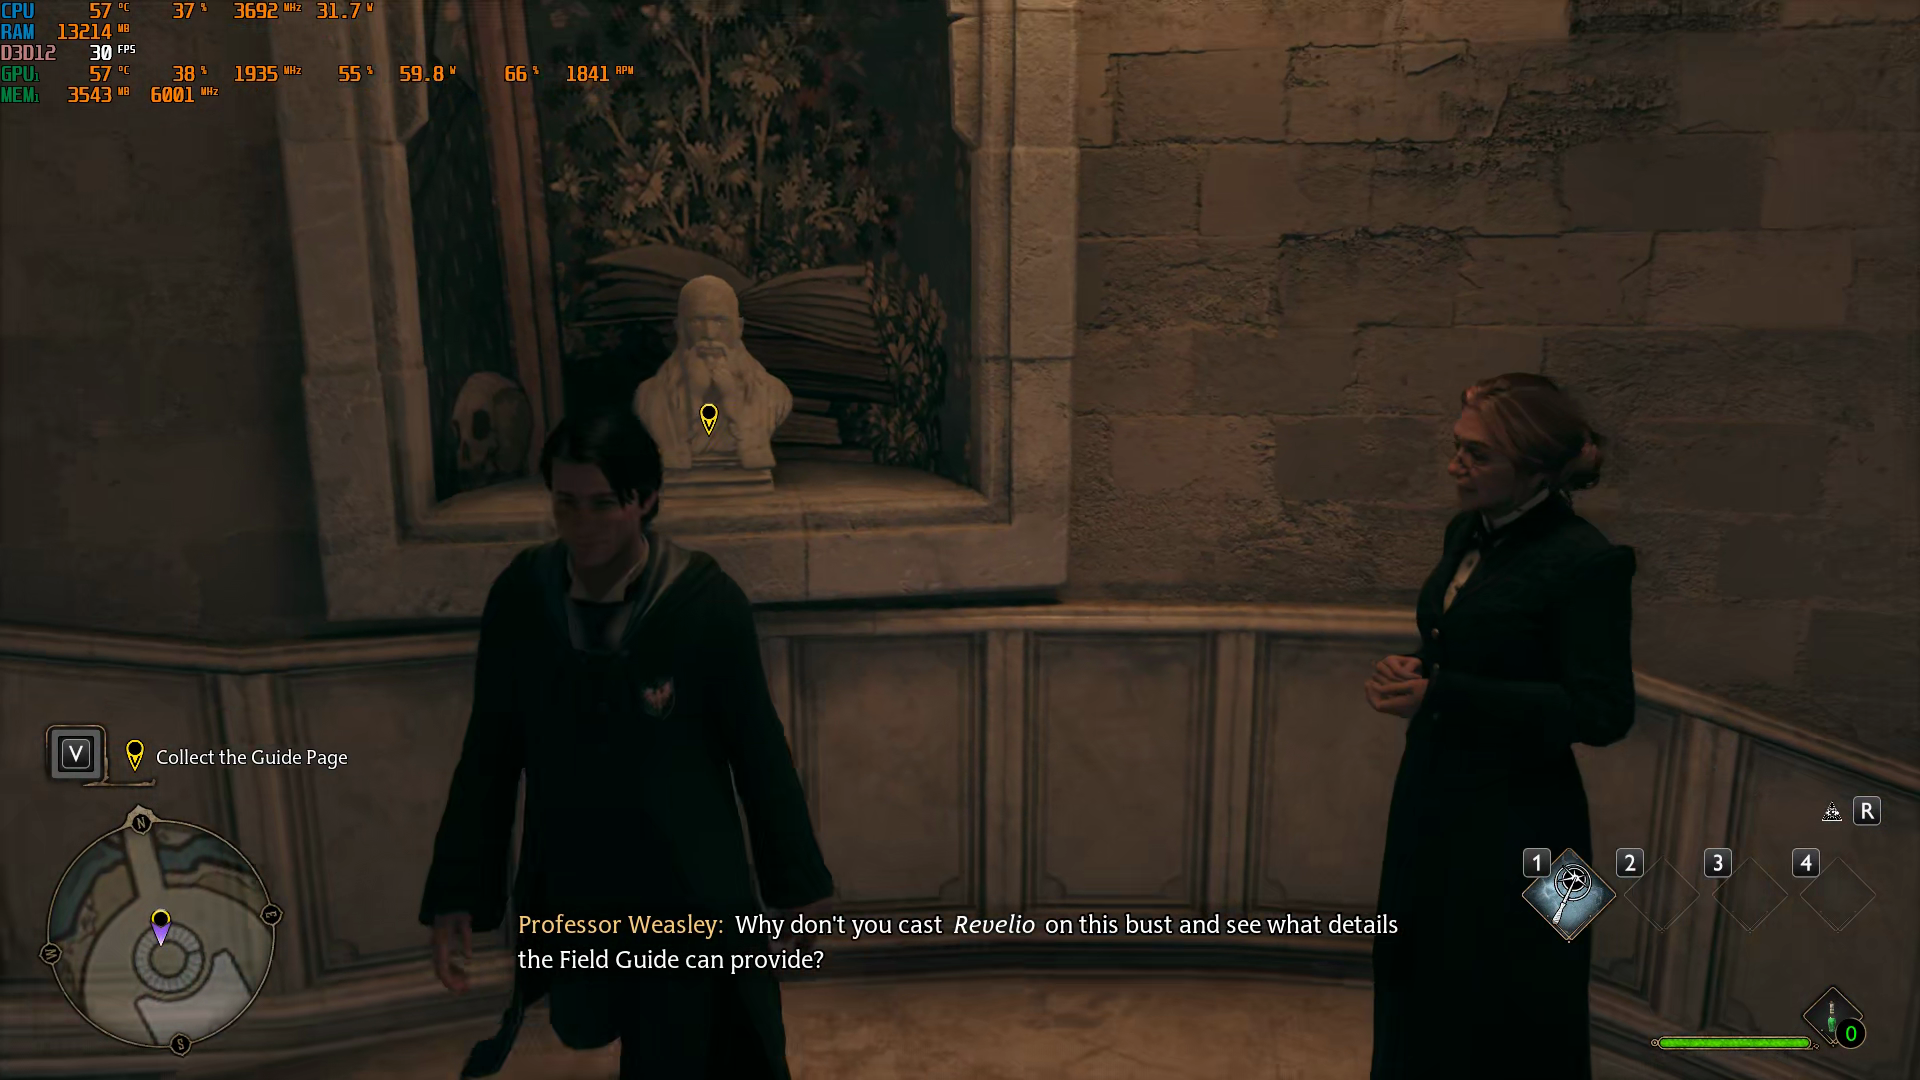 CPU 57 °C 37 % 3692 MHz 31.7 W
RAM 13214 MB
D3D12 30 FPS
GPU1 57 °C 38 % 1935 MHz 55 % 59.8 W 66 % 1841 RPM
MEM1 3543 MB 6001 MHz
V Collect the Guide Page
N
E
W
S
R
1 2 3 4
Professor Weasley: Why don't you cast Revelio on this bust and see what details
the Field Guide can provide?
0